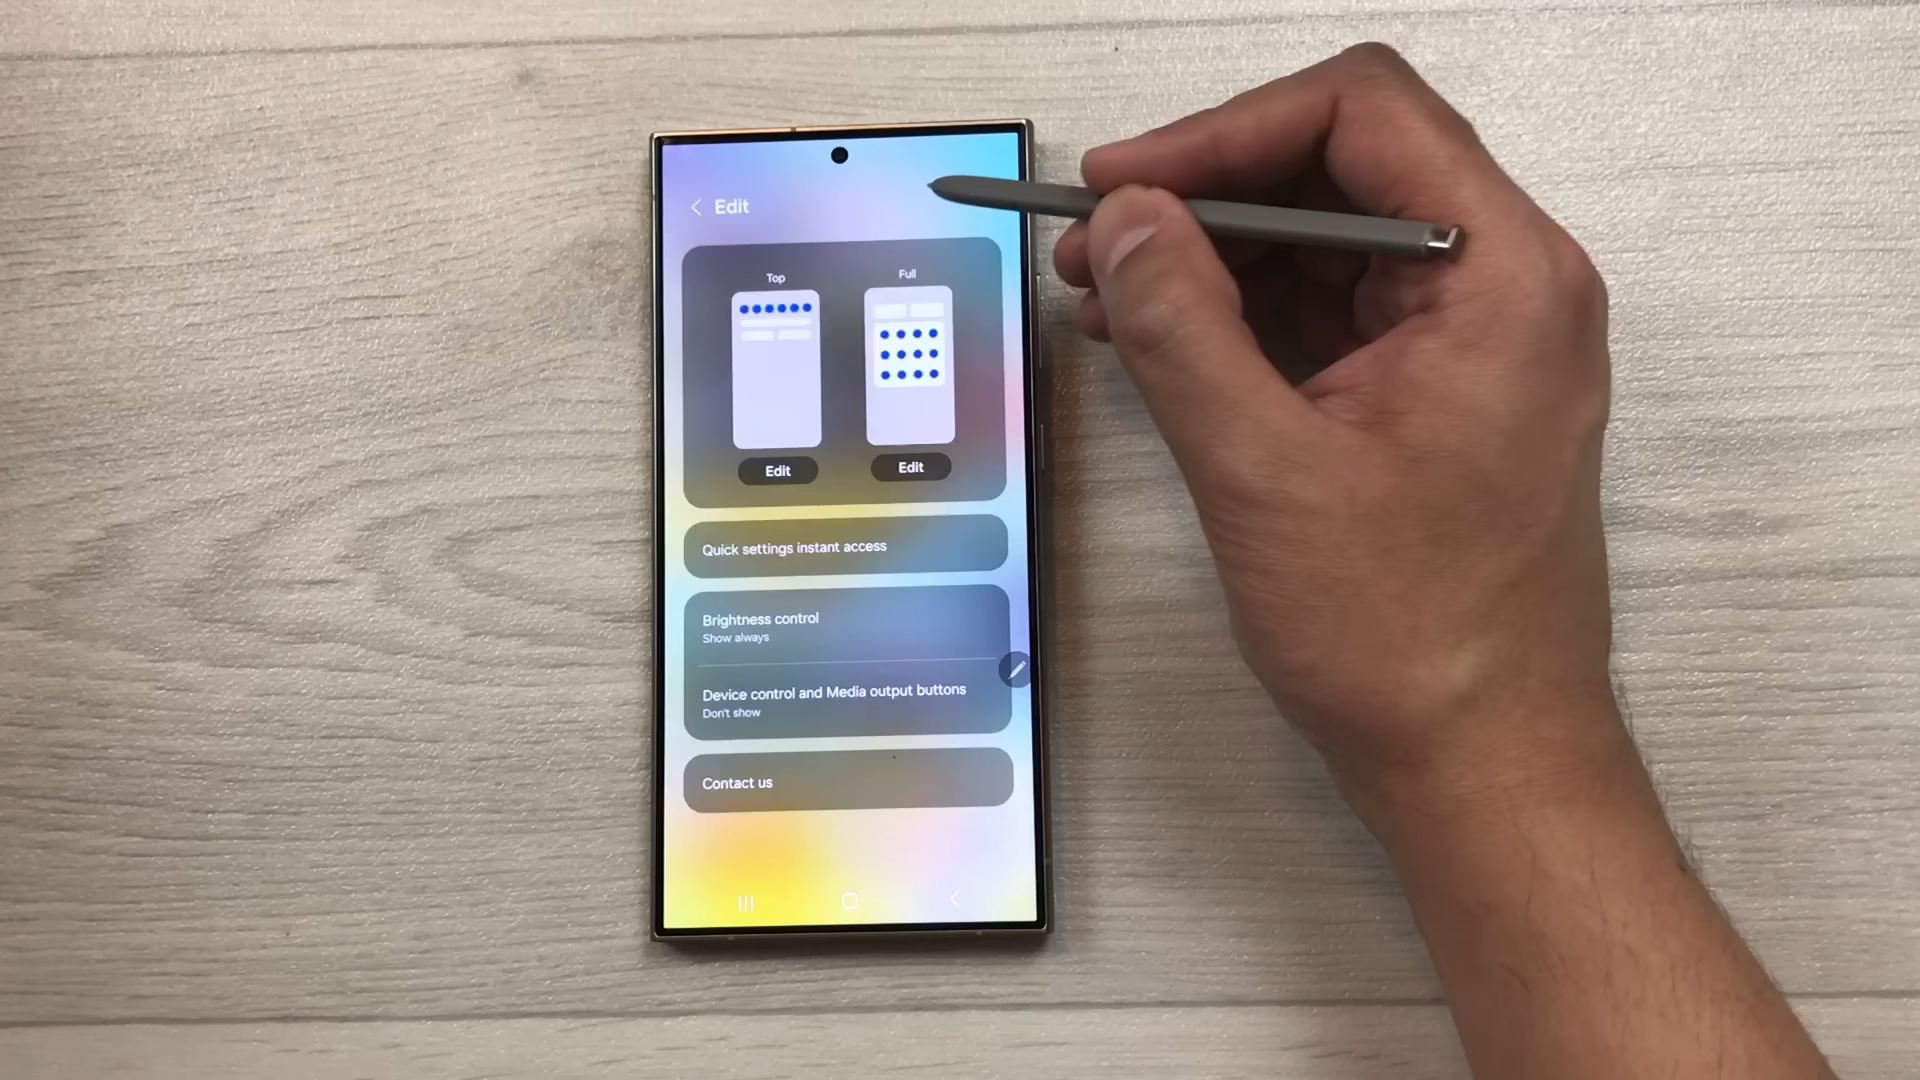 Edit
Top
Full
Edit
Edit
Quick settings instant access
Brightness control
Show always
Device control and Media output buttons
Don't show
Contact us